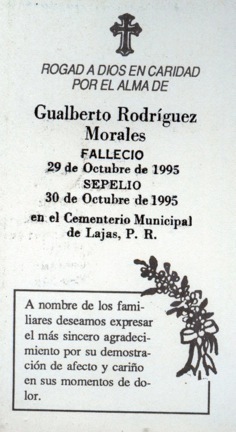 ROGAD A DIOS EN CARIDAD
POR EL ALMA DE
Gualberto Rodríguez
Morales
FALLECIO
29 de Octubre de 1995
SEPELIO
30 de Octubre de 1995
en el Cementerio Municipal
de Lajas, P. R.
A nombre de los fami-
liares deseamos expresar
el más sincero agradeci-
miento por su demostra-
ción de afecto y cariño
en sus momentos de do-
lor.